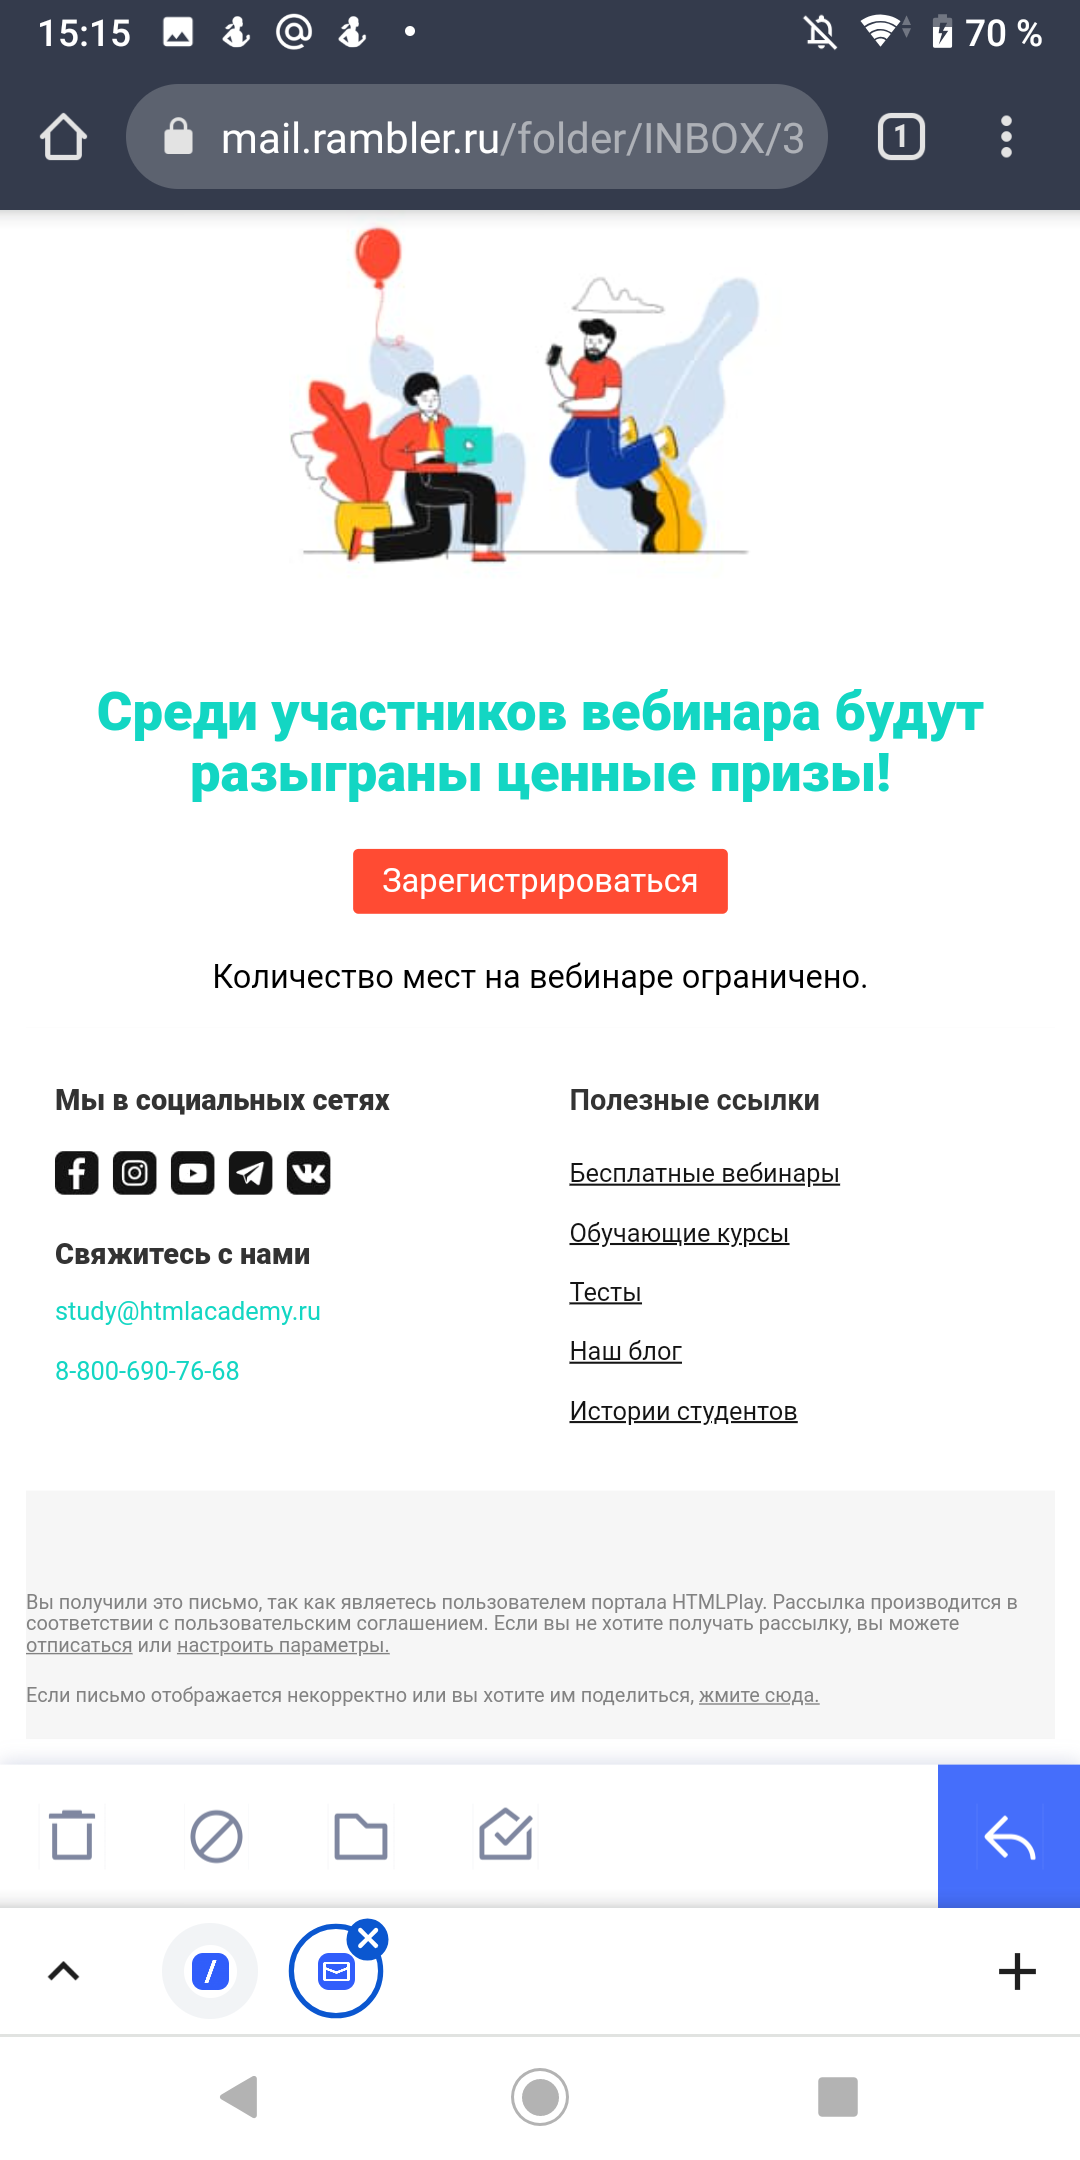 15:15
70 %
mail.rambler.ru/folder/INBOX/3
1
Среди участников вебинара будут
разыграны ценные призы!
Зарегистрироваться
Количество мест на вебинаре ограничено.
Мы в социальных сетях
Свяжитесь с нами
study@htmlacademy.ru
8-800-690-76-68
Полезные ссылки
Бесплатные вебинары
Обучающие курсы
Тесты
Наш блог
Истории студентов
Вы получили это письмо, так как являетесь пользователем портала HTMLPlay. Рассылка производится в
соответствии с пользовательским соглашением. Если вы не хотите получать рассылку, вы можете
отписаться или настроить параметры.
Если письмо отображается некорректно или вы хотите им поделиться, жмите сюда.